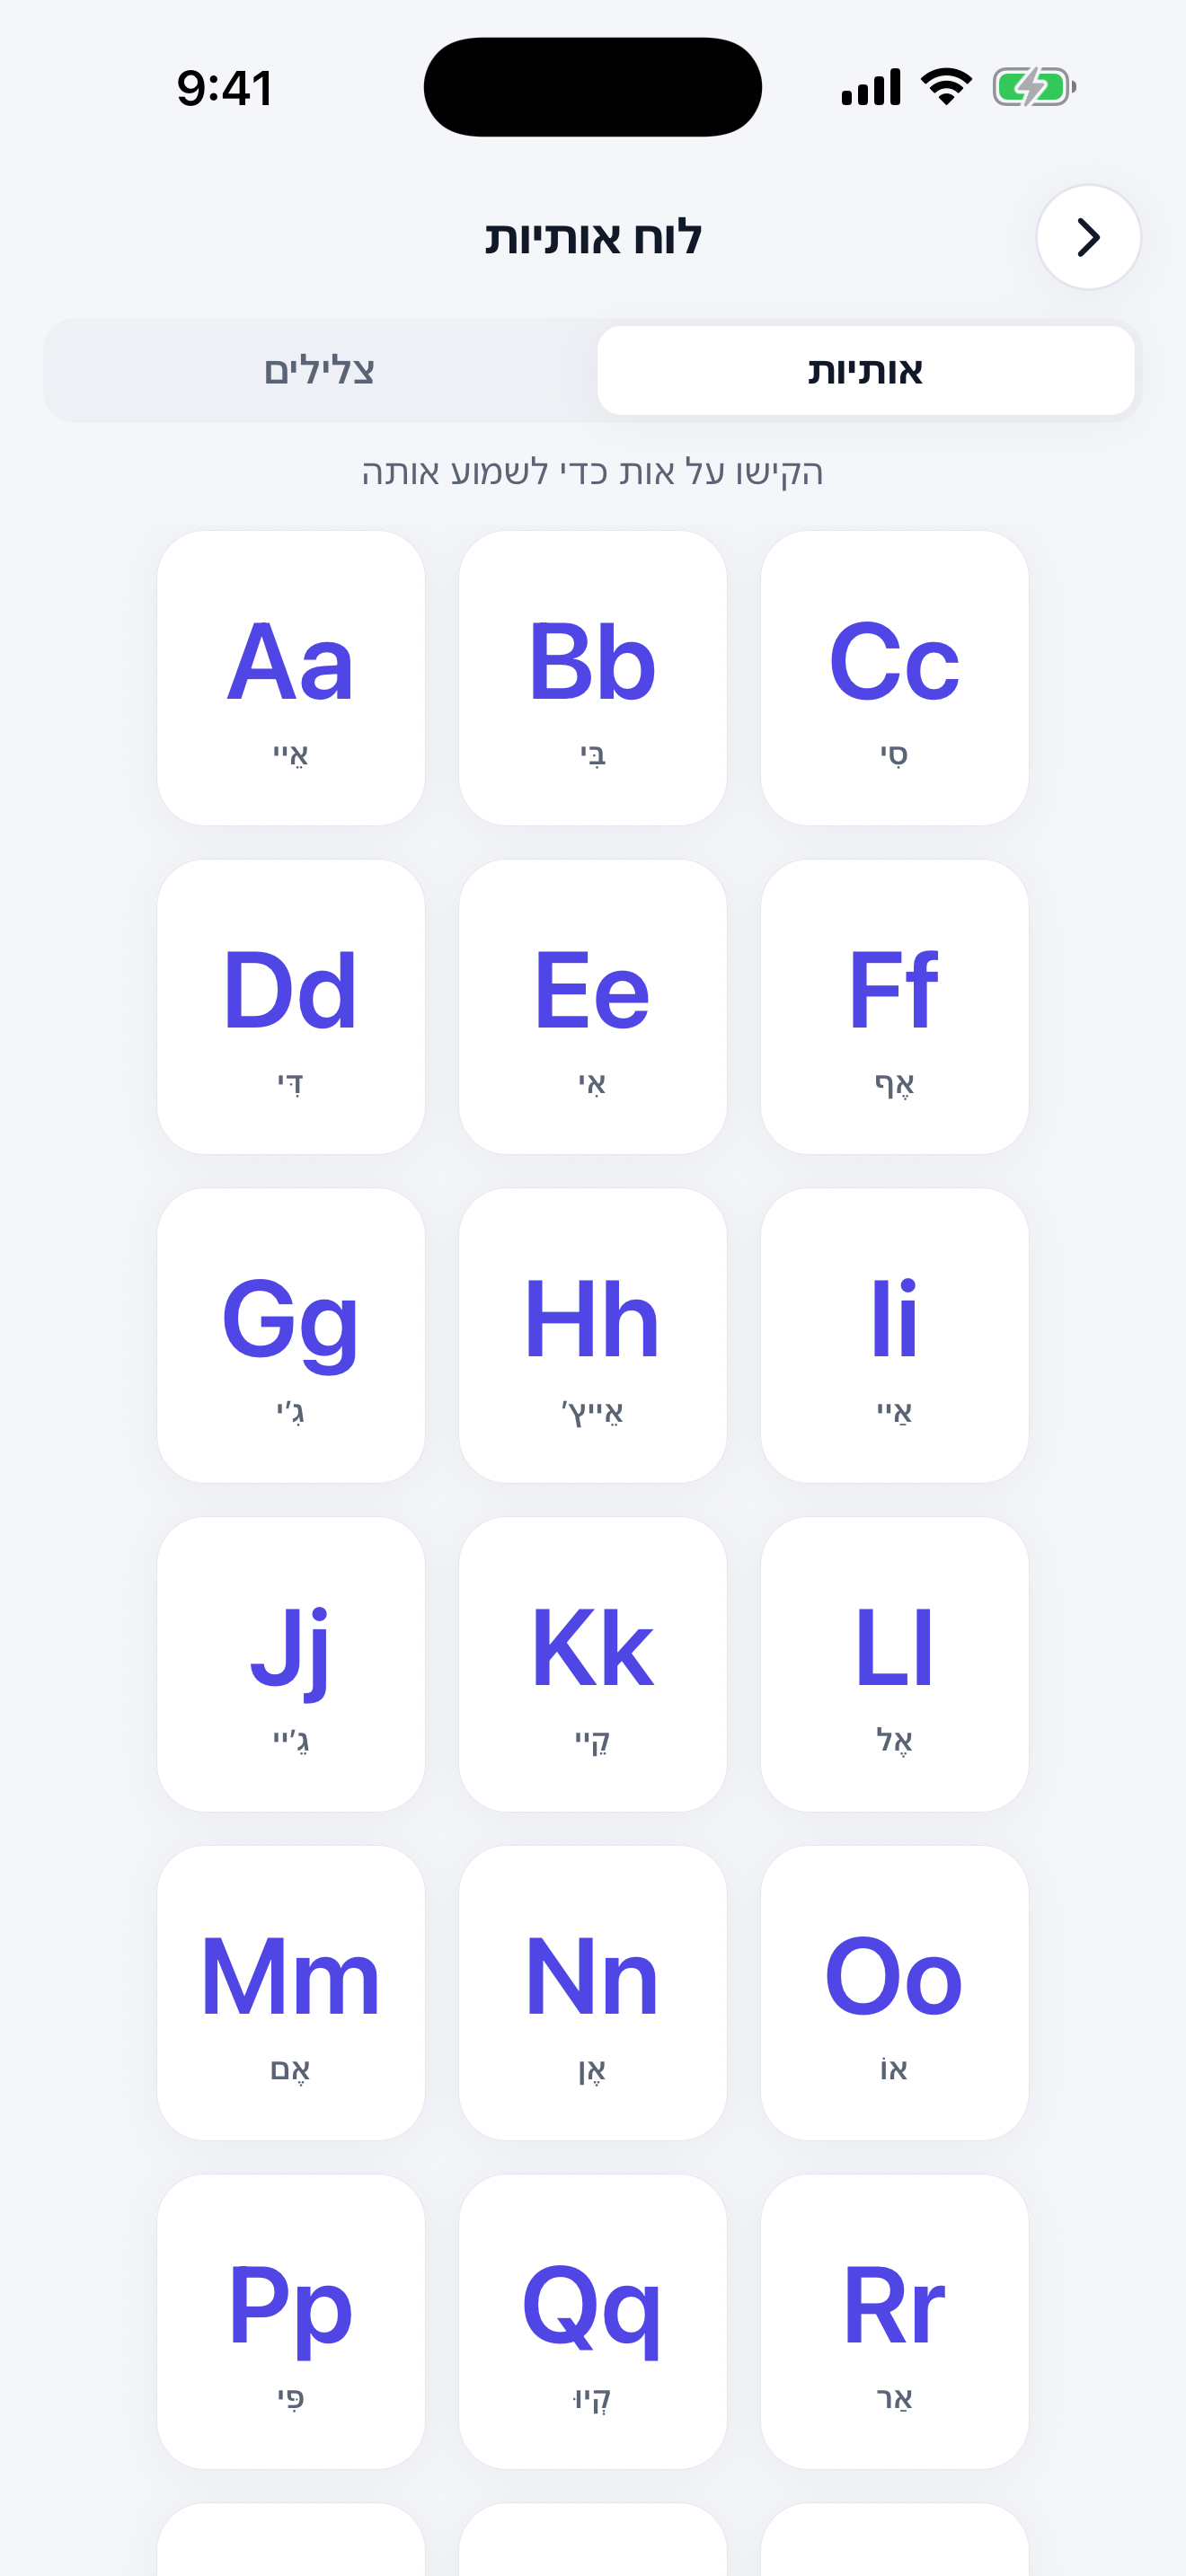 9:41
לוח אותיות
אותיות צלילים
הקישו על אות כדי לשמוע אותה
Aa Bb Cc
אֵיי בִּי סִי
Dd Ee Ff
דִּי אִי אֶף
Gg Hh Ii
גִ׳י אֵייץ׳ אַיי
Jj Kk Ll
גֵ׳יי קֵיי אֶל
Mm Nn Oo
אֶם אֶן אוֹ
Pp Qq Rr
פִּי קְיוּ אַר